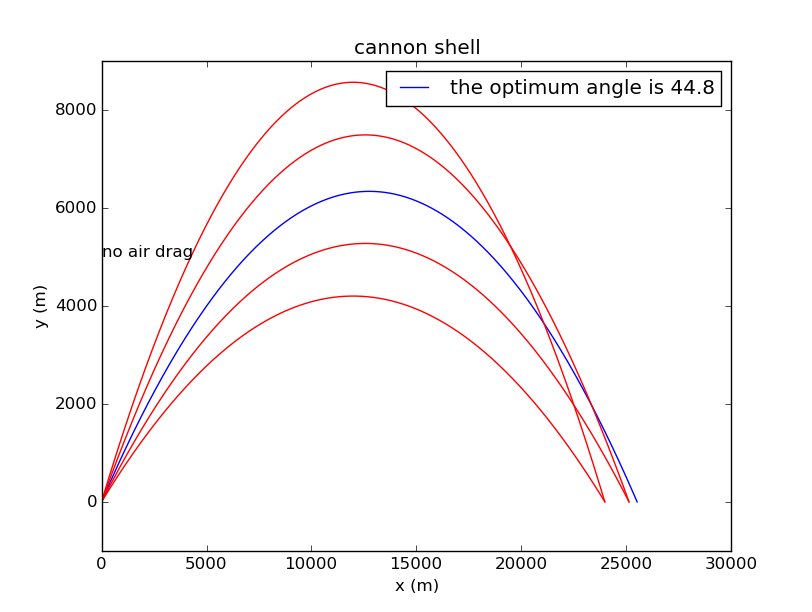 cannon shell
the optimum angle is 44.8
8000
6000
no air drag
4000
2000
0
y (m)
0 5000 10000 15000 20000 25000 30000
x (m)